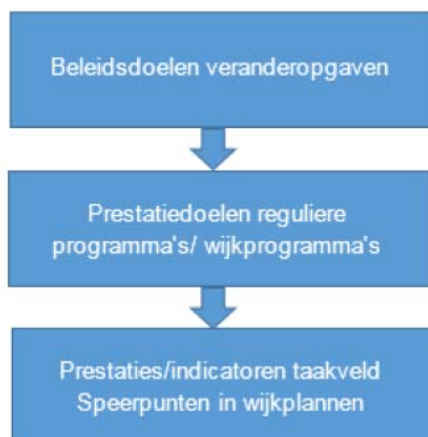 Beleidsdoelen veranderopgaven
Prestatiedoelen reguliere
programma's/ wijkprogramma's
Prestaties/indicatoren taakveld
Speerpunten in wijkplannen